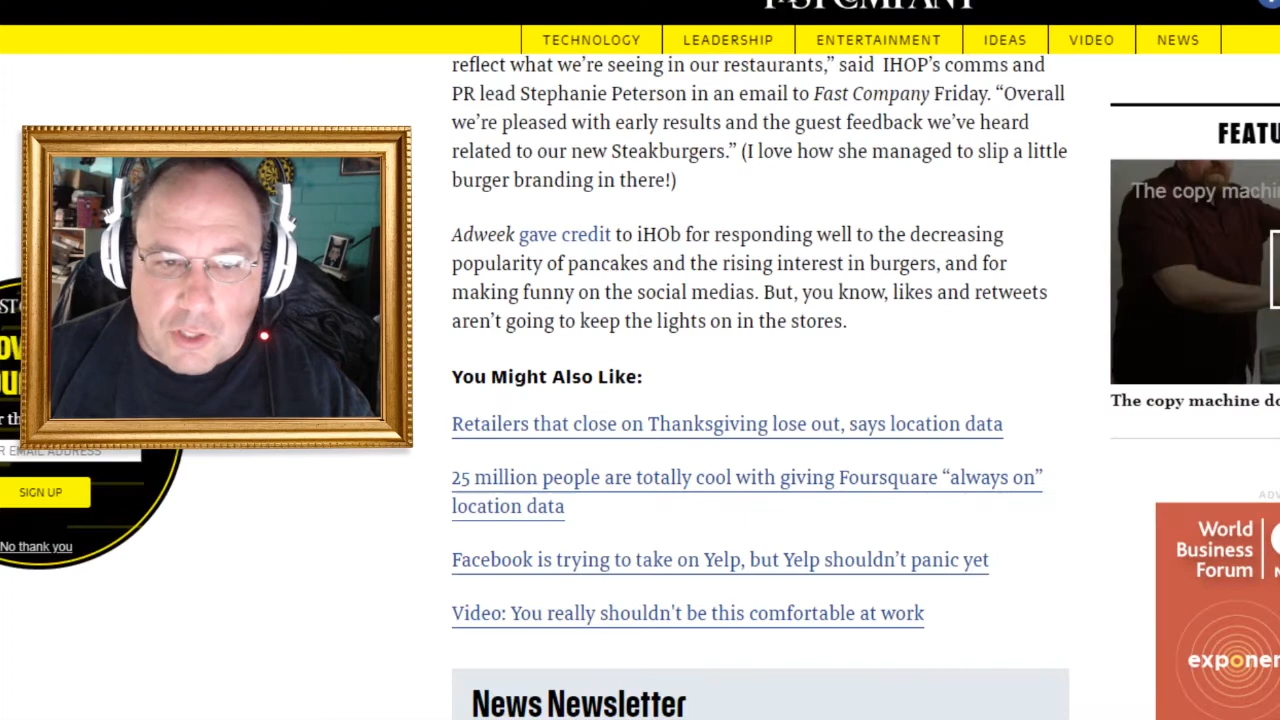 TECHNOLOGY LEADERSHIP ENTERTAINMENT IDEAS VIDEO NEWS
reflect what we’re seeing in our restaurants,” said IHOP’s comms and
PR lead Stephanie Peterson in an email to Fast Company Friday. “Overall
we’re pleased with early results and the guest feedback we’ve heard
related to our new Steakburgers.” (I love how she managed to slip a little
burger branding in there!)
Adweek gave credit to iHOb for responding well to the decreasing
popularity of pancakes and the rising interest in burgers, and for
making funny on the social medias. But, you know, likes and retweets
aren’t going to keep the lights on in the stores.
You Might Also Like:
Retailers that close on Thanksgiving lose out, says location data
25 million people are totally cool with giving Foursquare “always on”
location data
Facebook is trying to take on Yelp, but Yelp shouldn’t panic yet
Video: You really shouldn't be this comfortable at work
News Newsletter
EMAIL ADDRESS
SIGN UP
No thank you
FEATU
The copy machin
The copy machine do
ADV
World
Business
Forum
exponen